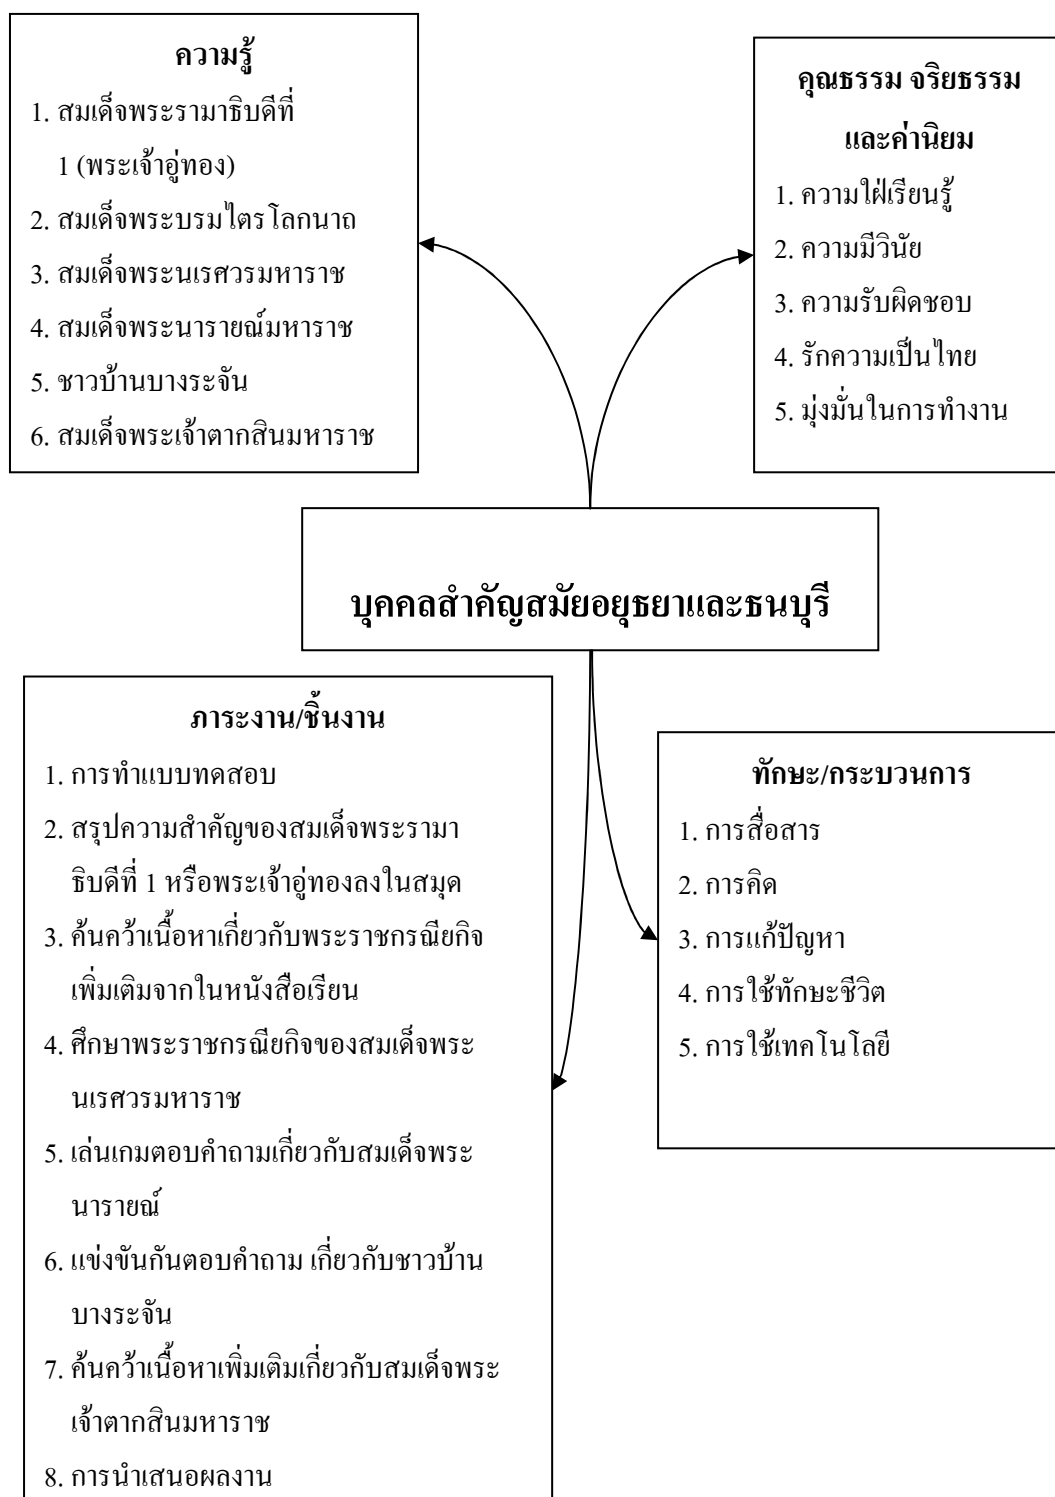 ความรู้
1. สมเด็จพระรามาธิบดีที่
1 (พระเจ้าอู่ทอง)
2. สมเด็จพระบรมไตรโลกนาถ
3. สมเด็จพระนเรศวรมหาราช
4. สมเด็จพระนารายณ์มหาราช
5. ชาวบ้านบางระจัน
6. สมเด็จพระเจ้าตากสินมหาราช
คุณธรรม จริยธรรม
และค่านิยม
1. ความใฝ่เรียนรู้
2. ความมีวินัย
3. ความรับผิดชอบ
4. รักความเป็นไทย
5. มุ่งมั่นในการทำงาน
บุคคลสำคัญสมัยอยุธยาและธนบุรี
ภาระงาน/ชิ้นงาน
1. การทำแบบทดสอบ
2. สรุปความสำคัญของสมเด็จพระรามา
ธิบดีที่ 1 หรือพระเจ้าอู่ทองลงในสมุด
3. ค้นคว้าเนื้อหาเกี่ยวกับพระราชกรณียกิจ
เพิ่มเติมจากในหนังสือเรียน
4. ศึกษาพระราชกรณียกิจของสมเด็จพระ
นเรศวรมหาราช
5. เล่นเกมตอบคำถามเกี่ยวกับสมเด็จพระ
นารายณ์
6. แข่งขันกันตอบคำถาม เกี่ยวกับชาวบ้าน
บางระจัน
7. ค้นคว้าเนื้อหาเพิ่มเติมเกี่ยวกับสมเด็จพระ
เจ้าตากสินมหาราช
8. การนำเสนอผลงาน
ทักษะ/กระบวนการ
1. การสื่อสาร
2. การคิด
3. การแก้ปัญหา
4. การใช้ทักษะชีวิต
5. การใช้เทคโนโลยี